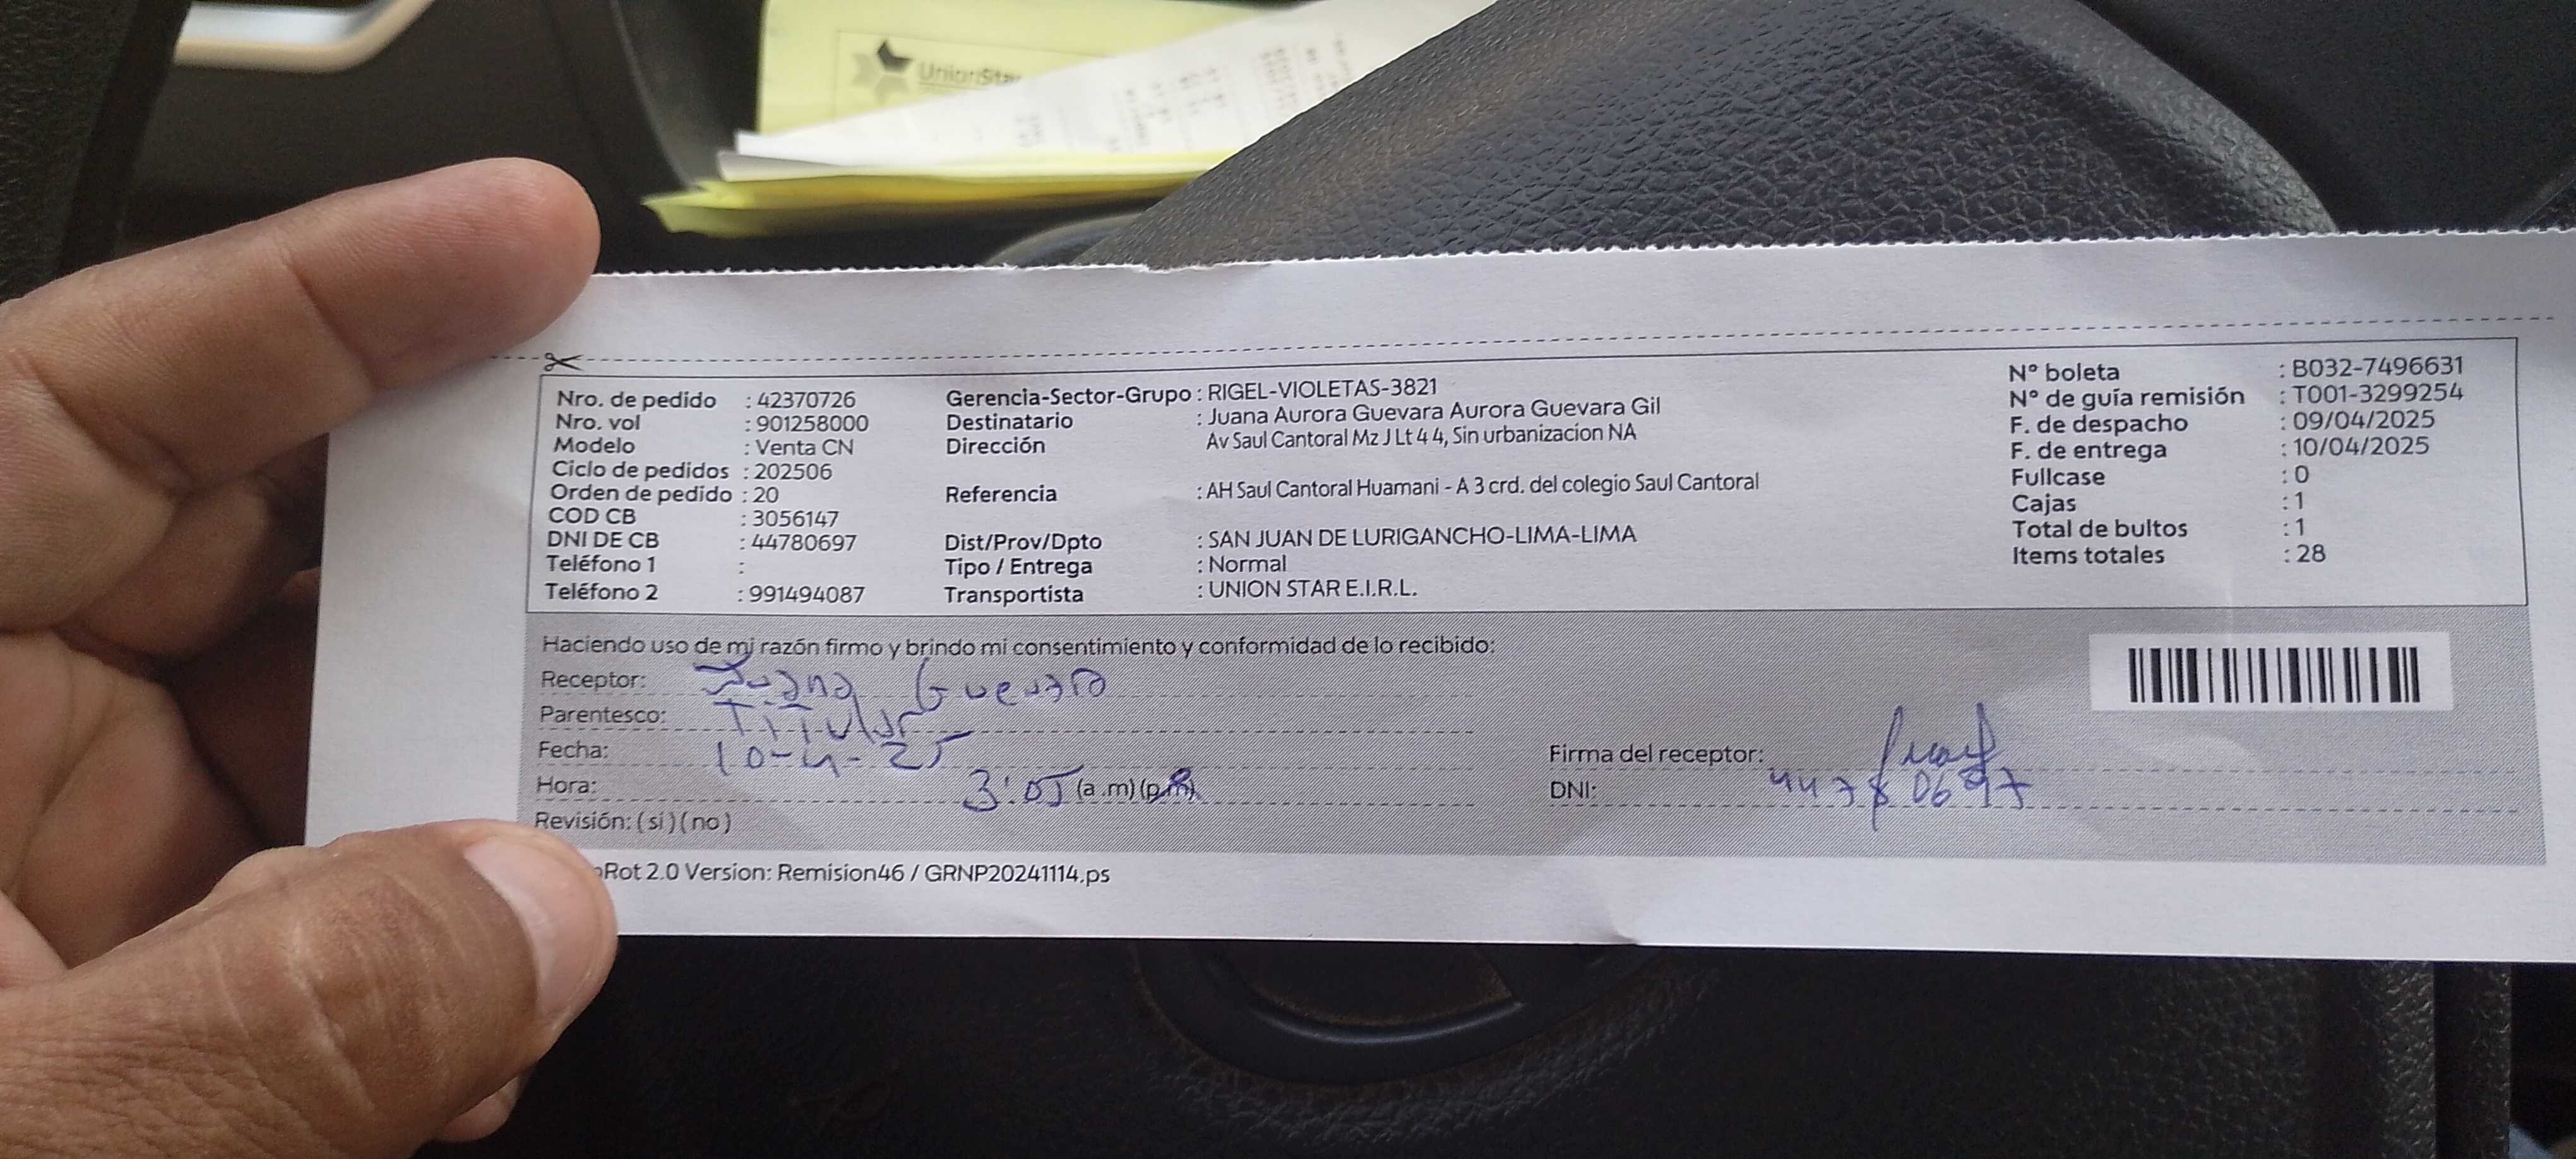 UnionStar
Nro. de pedido : 42370726
Nro. vol : 901258000
Modelo : Venta CN
Ciclo de pedidos : 202506
Orden de pedido : 20
COD CB : 3056147
DNI DE CB : 44780697
Teléfono 1 :
Teléfono 2 : 991494087
Gerencia-Sector-Grupo : RIGEL-VIOLETAS-3821
Destinatario : Juana Aurora Guevara Aurora Guevara Gil
Dirección Av Saul Cantoral Mz J Lt 4 4, Sin urbanizacion NA
Referencia : AH Saul Cantoral Huamani - A 3 crd. del colegio Saul Cantoral
Dist/Prov/Dpto : SAN JUAN DE LURIGANCHO-LIMA-LIMA
Tipo / Entrega : Normal
Transportista : UNION STAR E.I.R.L.
N° boleta : B032-7496631
N° de guía remisión : T001-3299254
F. de despacho : 09/04/2025
F. de entrega : 10/04/2025
Fullcase : 0
Cajas : 1
Total de bultos : 1
Items totales : 28
Haciendo uso de mi razón firmo y brindo mi consentimiento y conformidad de lo recibido:
Receptor: Juana Guevara
Parentesco: Titular
Fecha: 10-4-25
Hora: 3:05 (a.m) (p.m)
Revisión: (si) (no)
Firma del receptor:
DNI: 44780697
Rot 2.0 Version: Remision46 / GRNP20241114.ps